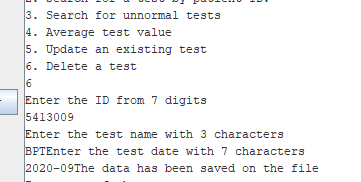 2. Search for a test by patient ID.
3. Search for unnormal tests
4. Average test value
5. Update an existing test
6. Delete a test
6
Enter the ID from 7 digits
5413009
Enter the test name with 3 characters
BPTEnter the test date with 7 characters
2020-09The data has been saved on the file